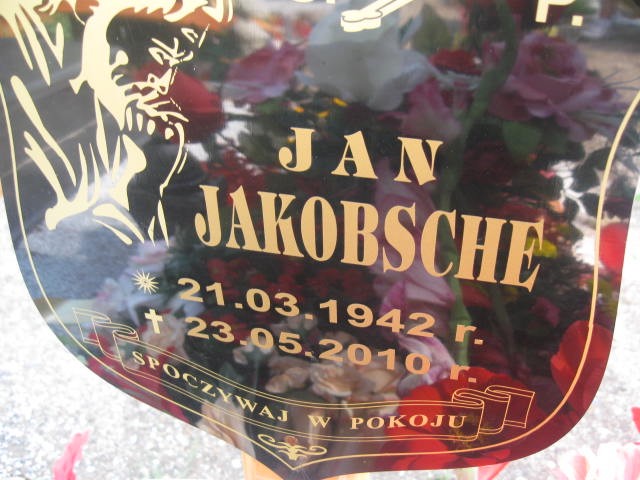 P.
JAN
JAKOBSCHE
21.03.1942 r.
23.05.2010 r.
SPOCZYWAJ W POKOJU